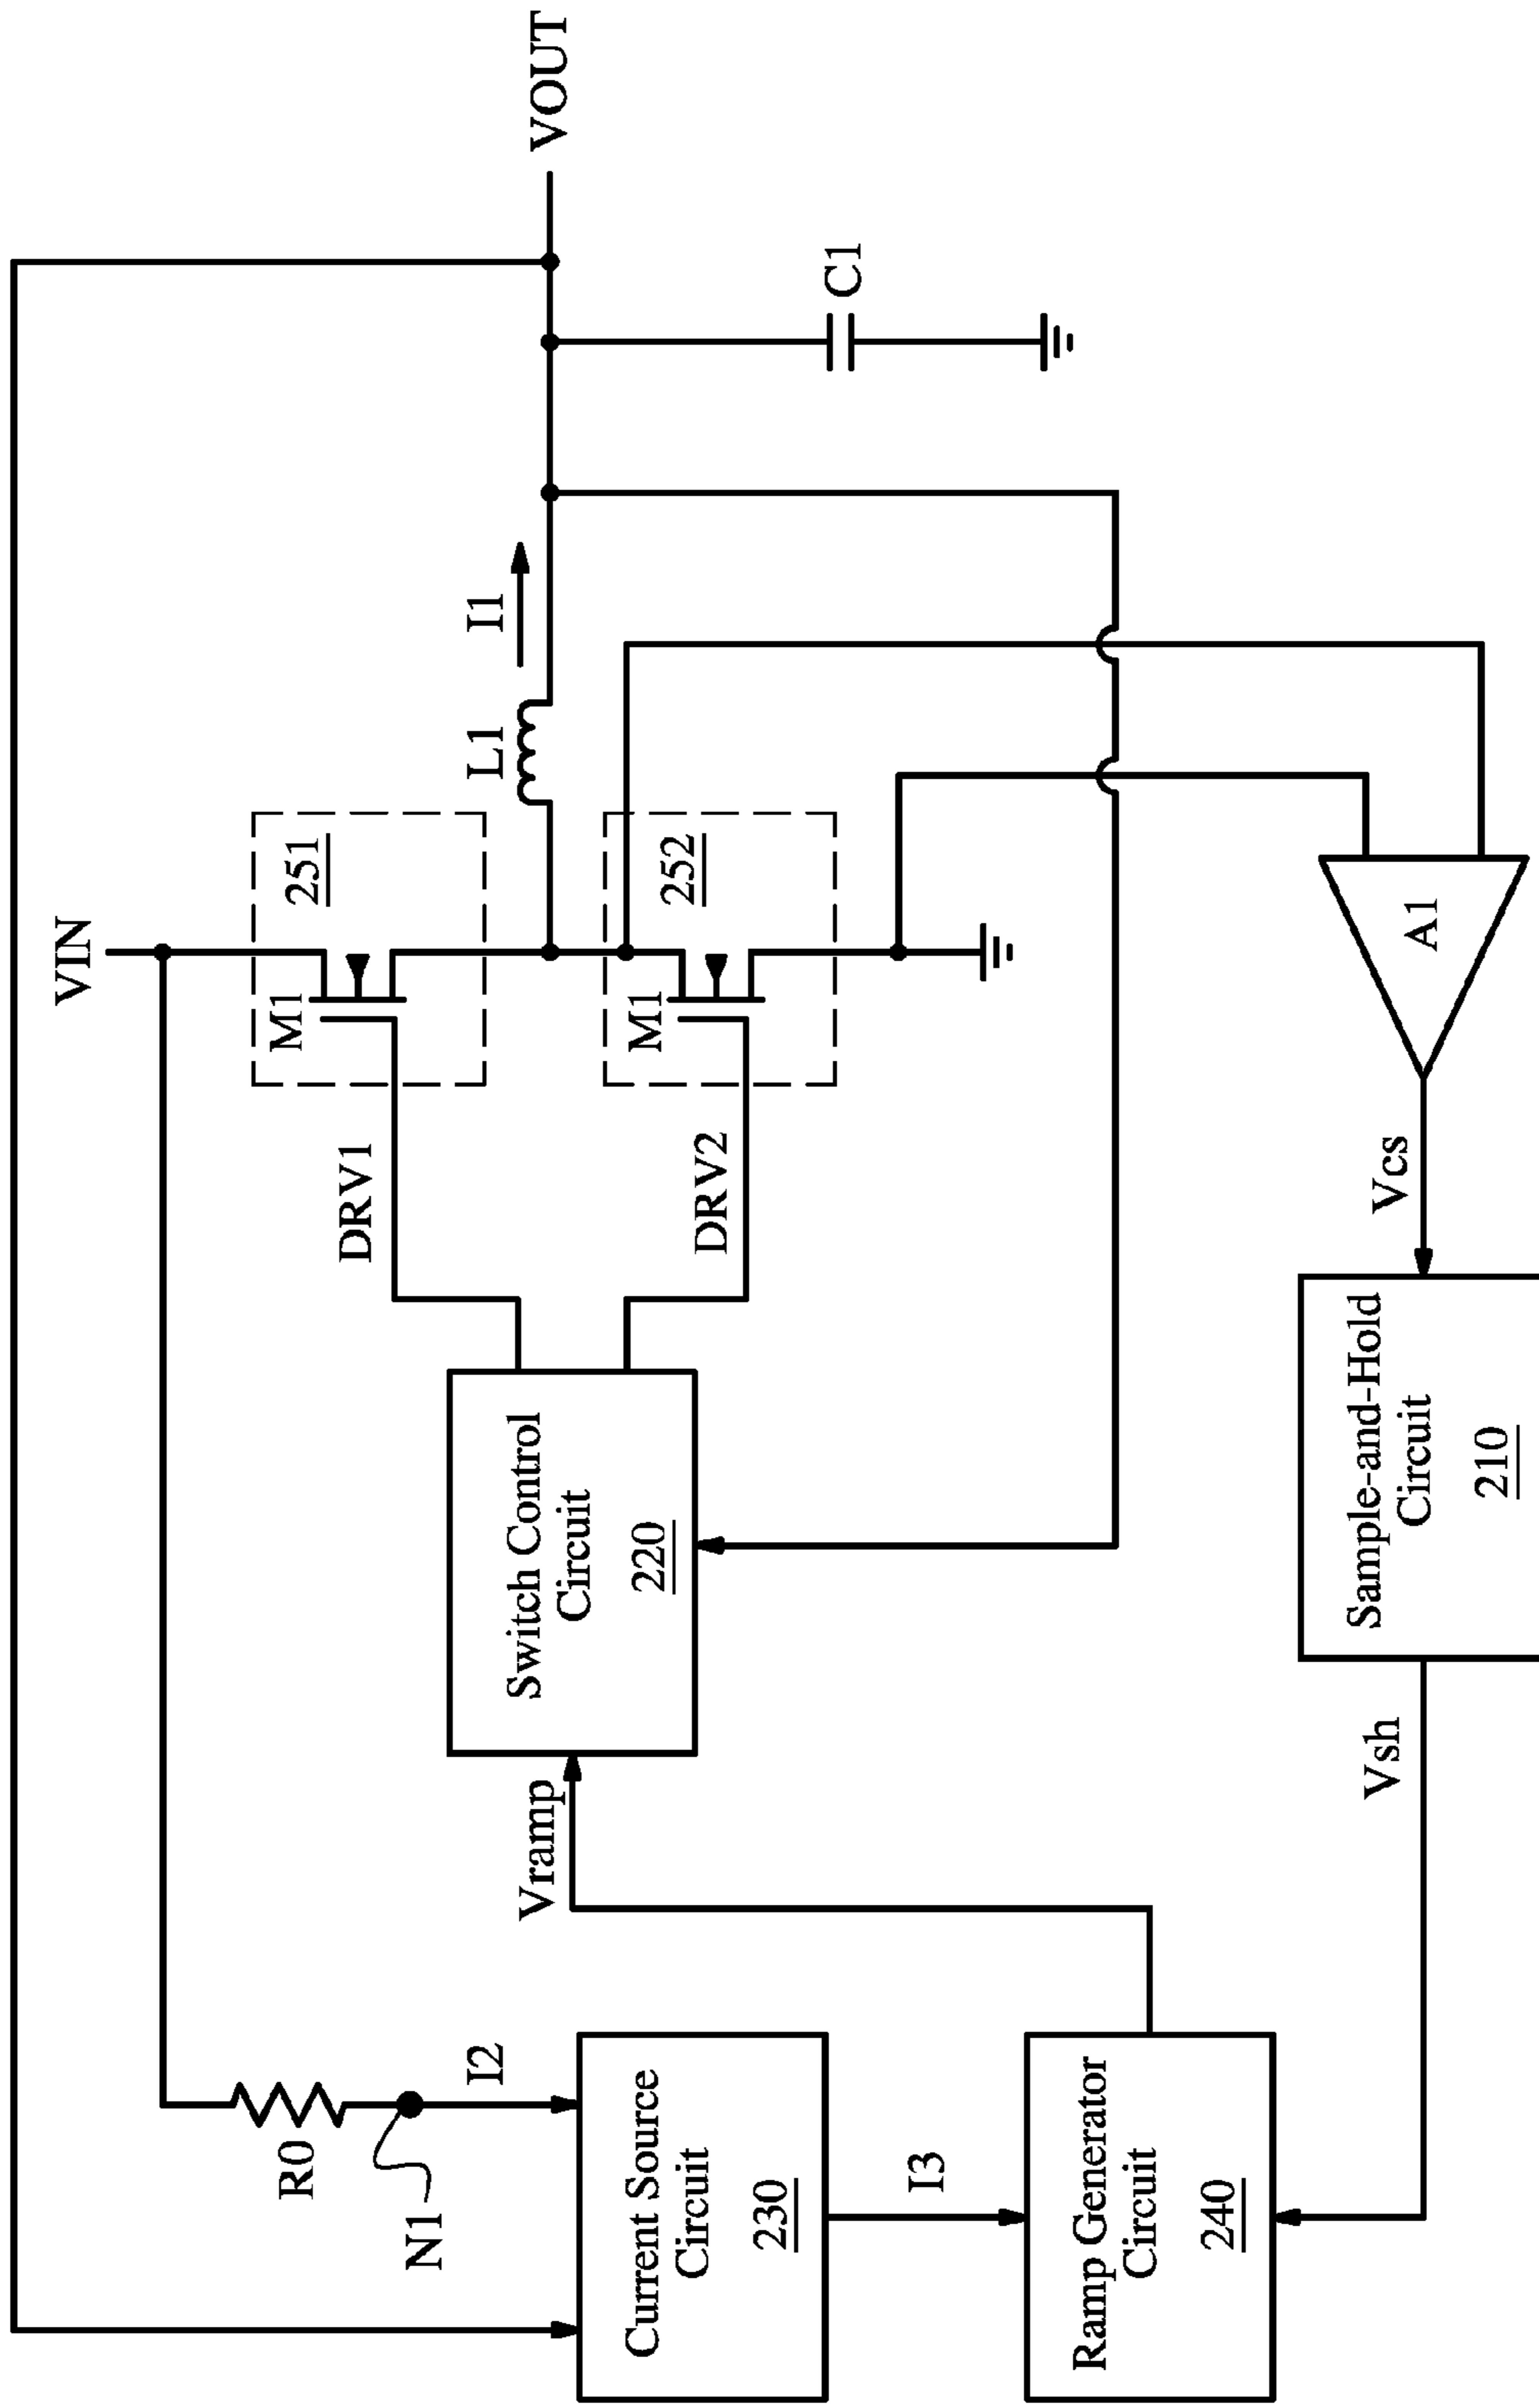 VIN
251
M1
DRV1
L1
I1
VOUT
252
M1
DRV2
C1
R0
N1
I2
Current Source
Circuit
230
I3
Ramp Generator
Circuit
240
Vramp
Switch Control
Circuit
220
A1
Vcs
Sample-and-Hold
Circuit
210
Vsh